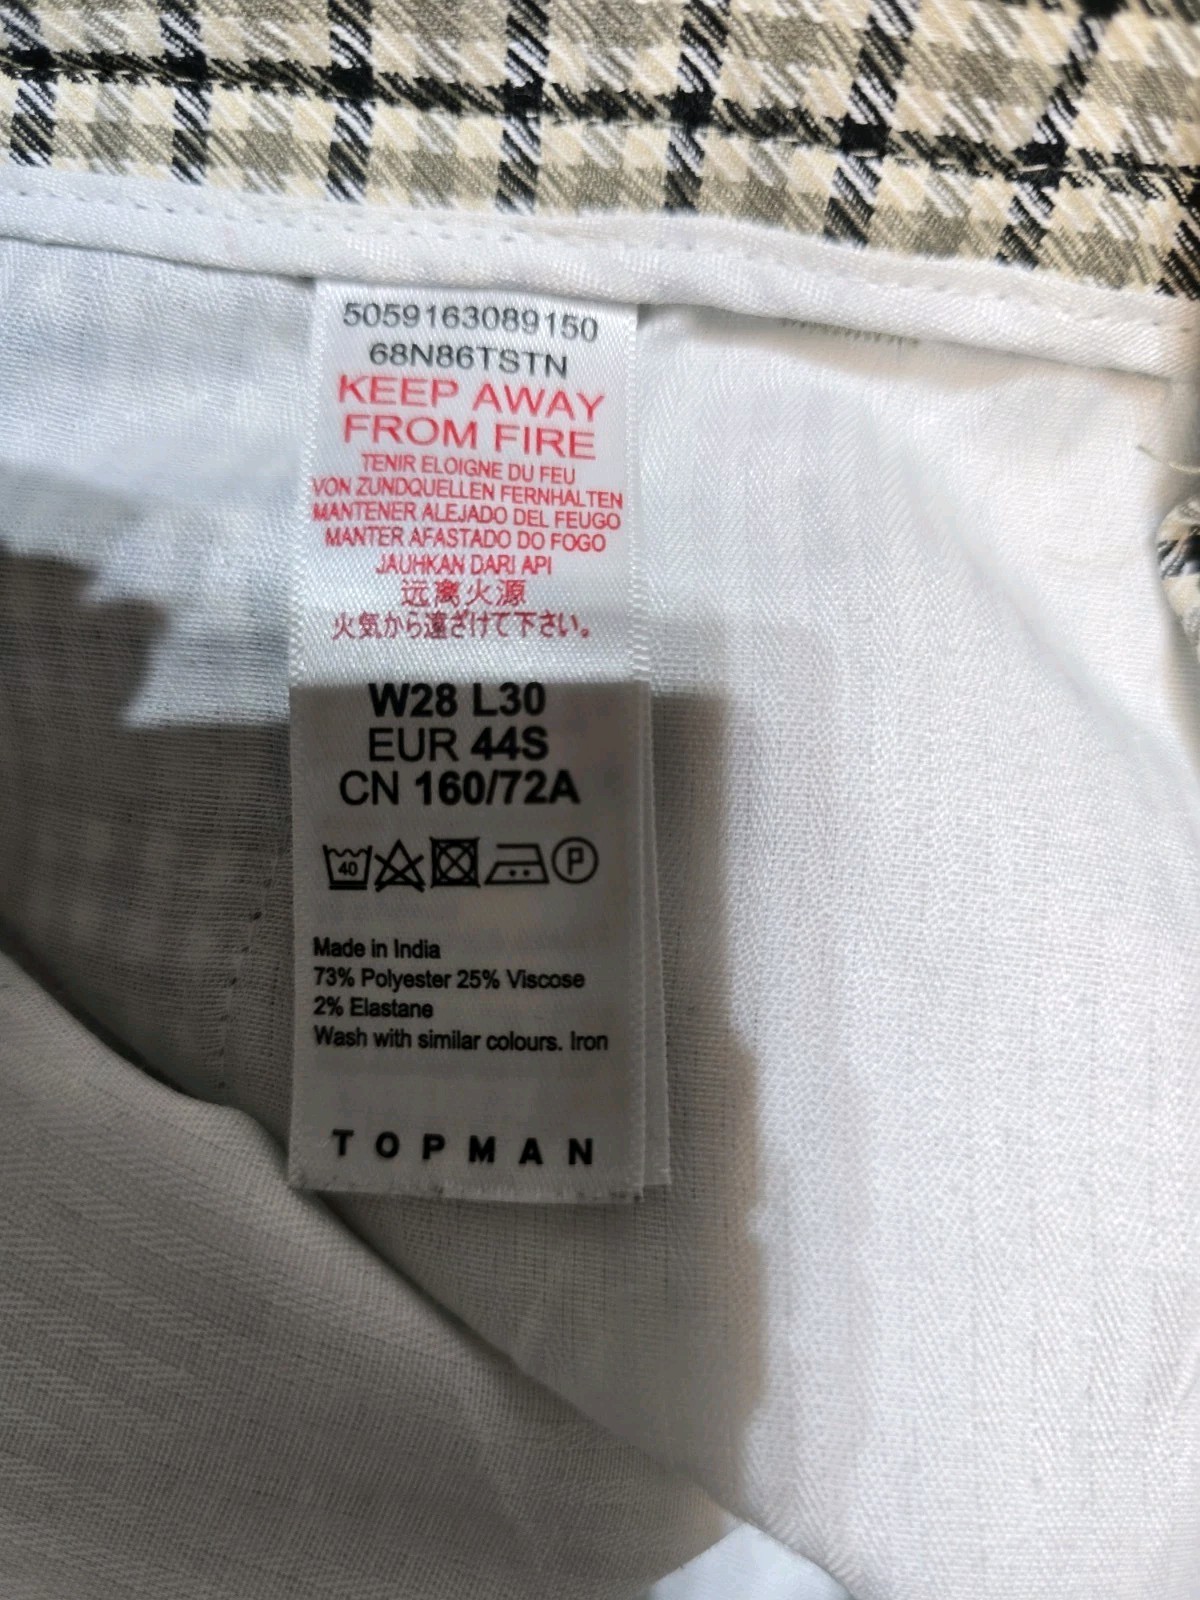 5059163089150
68N86TSTN
KEEP AWAY
FROM FIRE
TENIR ELOIGNE DU FEU
VON ZUNDQUELLEN FERNHALTEN
MANTENER ALEJADO DEL FEUGO
MANTER AFASTADO DO FOGO
JAUHKAN DARI API
远离火源
火気から遠ざけて下さい。
W28 L30
EUR 44S
CN 160/72A
40 P
Made in India
73% Polyester 25% Viscose
2% Elastane
Wash with similar colours. Iron
TOPMAN